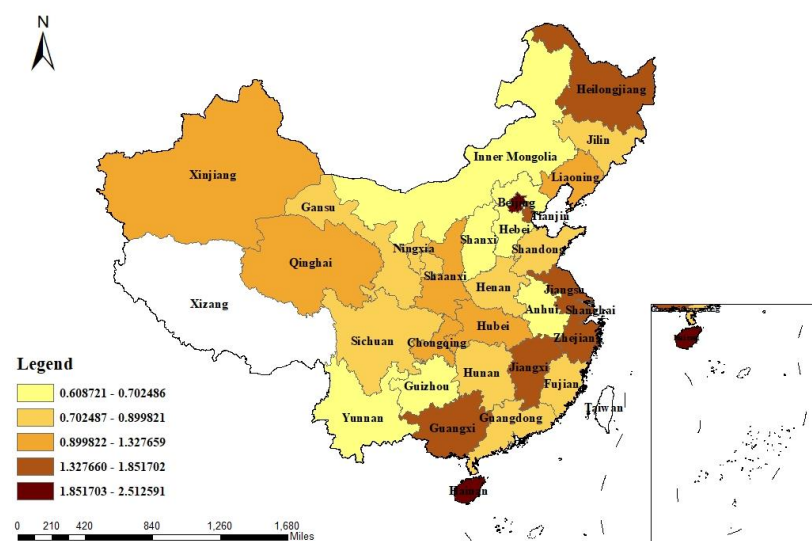 N
Heilongjiang
Jilin
Inner Mongolia
Liaoning
Xinjiang
Gansu
Beijing
Tianjin
Hebei
Shanxi
Ningxia
Shandong
Qinghai
Shaanxi
Henan
Jiangsu
Xizang
Anhui
Shanghai
Hubei
Sichuan
Chongqing
Zhejiang
Hunan
Jiangxi
Guizhou
Fujian
Yunnan
Guangdong
Taiwan
Guangxi
Hainan
Legend
0.608721 - 0.702486
0.702487 - 0.899821
0.899822 - 1.327659
1.327660 - 1.851702
1.851703 - 2.512591
0 210 420 840 1,260 1,680
Miles